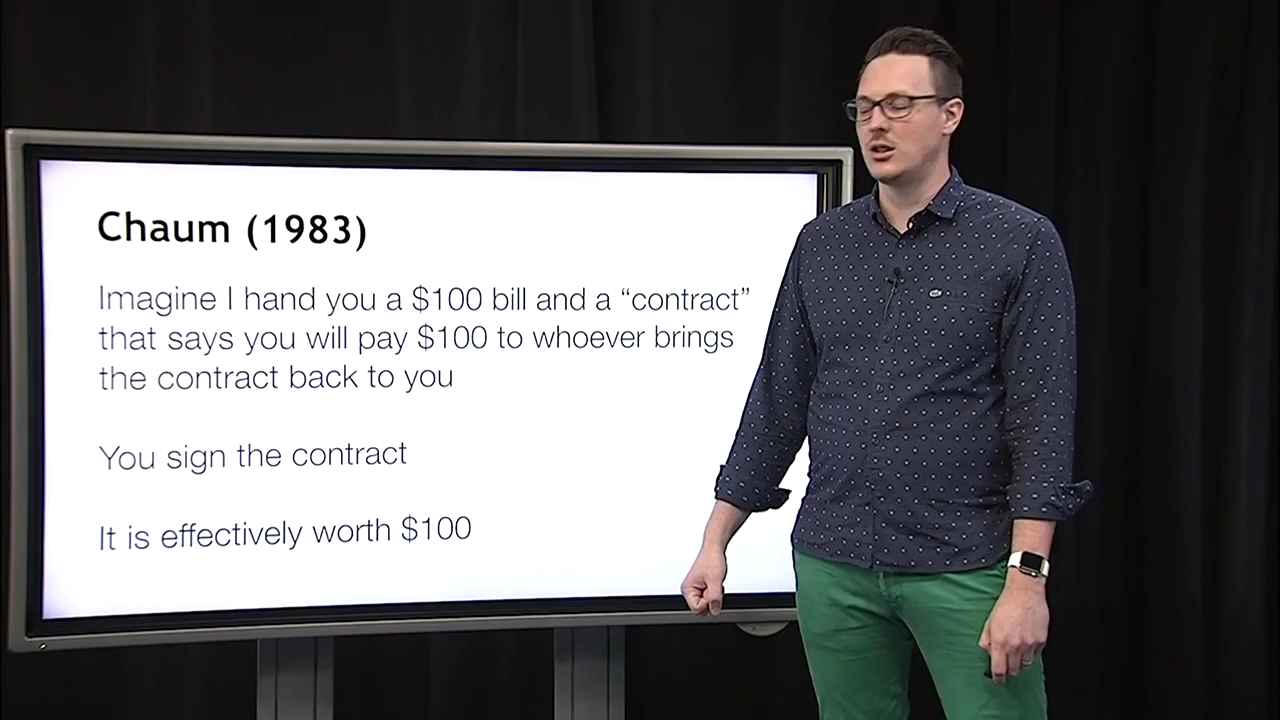 Chaum (1983)
Imagine I hand you a $100 bill and a “contract”
that says you will pay $100 to whoever brings
the contract back to you
You sign the contract
It is effectively worth $100